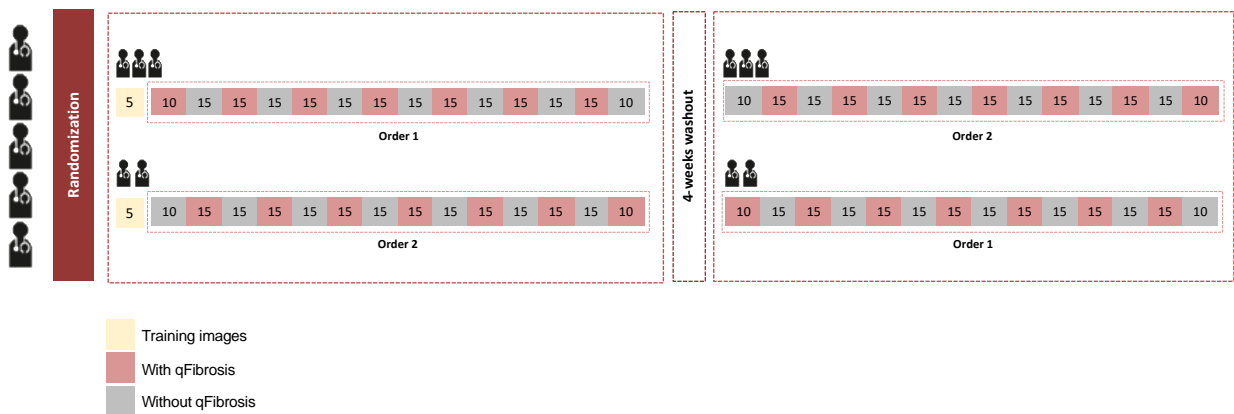 Randomization
5 10 15 15 15 15 15 15 15 15 15 15 15 15 10
Order 1
5 10 15 15 15 15 15 15 15 15 15 15 15 15 10
Order 2
4-weeks washout
10 15 15 15 15 15 15 15 15 15 15 15 15 10
Order 2
10 15 15 15 15 15 15 15 15 15 15 15 15 10
Order 1
Training images
With qFibrosis
Without qFibrosis